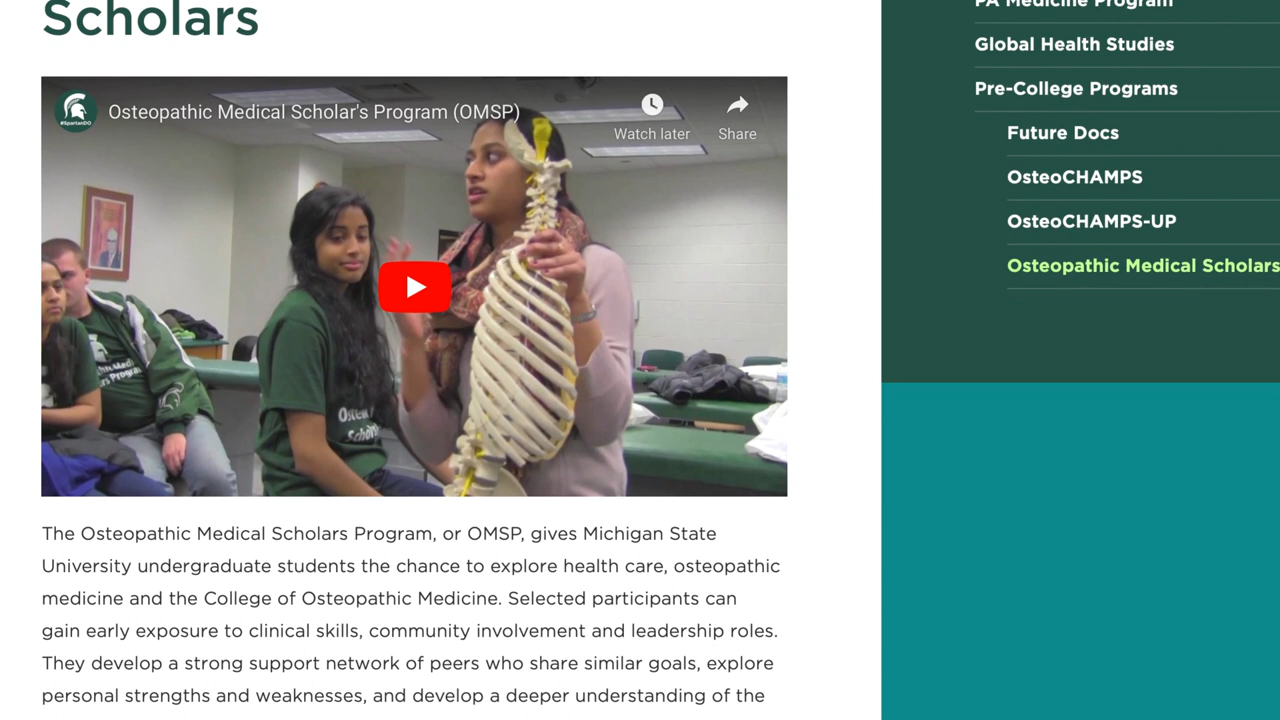 Scholars
#SpartanDO
Osteopathic Medical Scholar's Program (OMSP)
Watch later
Share
The Osteopathic Medical Scholars Program, or OMSP, gives Michigan State
University undergraduate students the chance to explore health care, osteopathic
medicine and the College of Osteopathic Medicine. Selected participants can
gain early exposure to clinical skills, community involvement and leadership roles.
They develop a strong support network of peers who share similar goals, explore
personal strengths and weaknesses, and develop a deeper understanding of the
PA Medicine Program
Global Health Studies
Pre-College Programs
Future Docs
OsteoCHAMPS
OsteoCHAMPS-UP
Osteopathic Medical Scholars